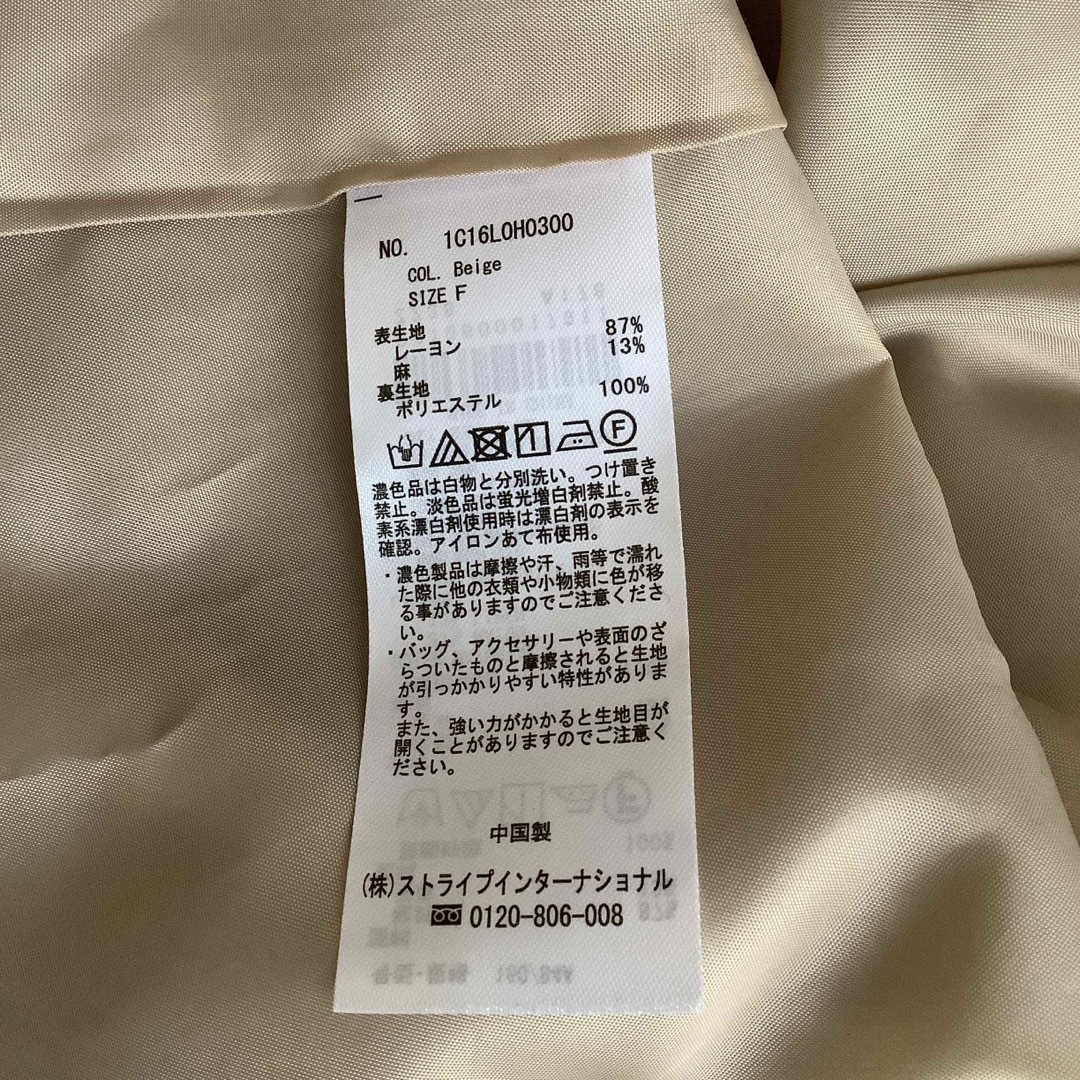 NO. 1C16L0H0300
COL. Beige
SIZE F
表生地
レーヨン 87%
麻 13%
裏生地
ポリエステル 100%
F
濃色品は白物と分別洗い。つけ置き
禁止。淡色品は蛍光増白剤禁止。酸
素系漂白剤使用時は漂白剤の表示を
確認。アイロンあて布使用。
・濃色製品は摩擦や汗、雨等で濡れ
た際に他の衣類や小物類に色が移
る事がありますのでご注意くださ
い。
・バッグ、アクセサリーや表面のざ
らついたものと摩擦されると生地
が引っかかりやすい特性がありま
す。
また、強い力がかかると生地目が
開くことがありますのでご注意く
ださい。
中国製
(株)ストライプインターナショナル
0120-806-008